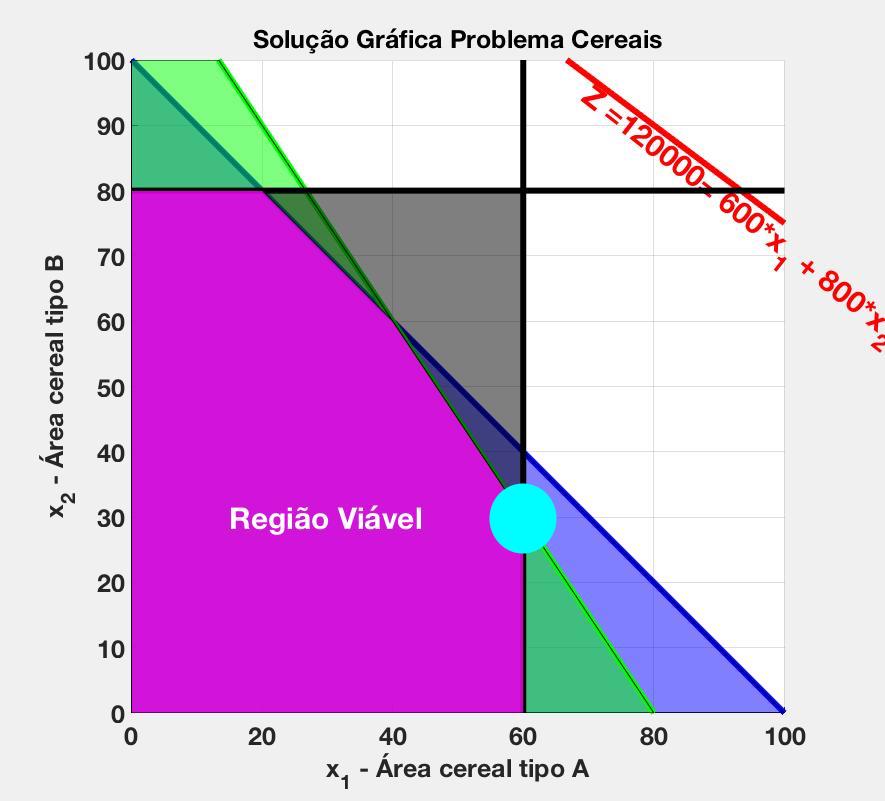 Solução Gráfica Problema Cereais
100
90
80
70
60
50
40
30
20
10
0
x2 - Área cereal tipo B
Z =120000= 600*x1 + 800*x2
Região Viável
0 20 40 60 80 100
x1 - Área cereal tipo A